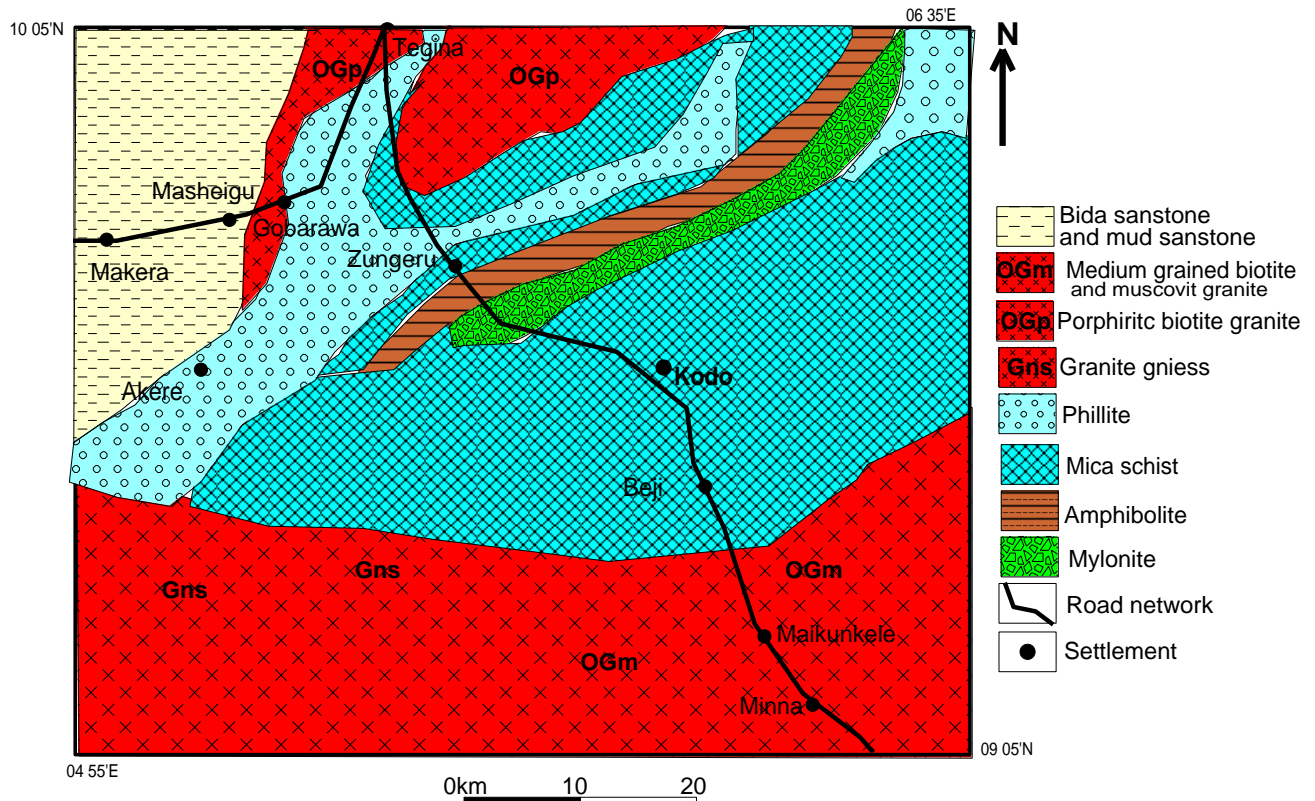 10 05'N
06 35'E
N
Tegina
OGp
OGp
Masheigu
Gobarawa
Makera
Zungeru
Akere
Kodo
Beji
Gns
Gns
OGm
Maikunkele
OGm
Minna
09 05'N
04 55'E
0km 10 20
Bida sanstone
and mud sanstone
OGm Medium grained biotite
and muscovit granite
OGp Porphiritc biotite granite
Gns Granite gniess
Phillite
Mica schist
Amphibolite
Mylonite
Road network
Settlement